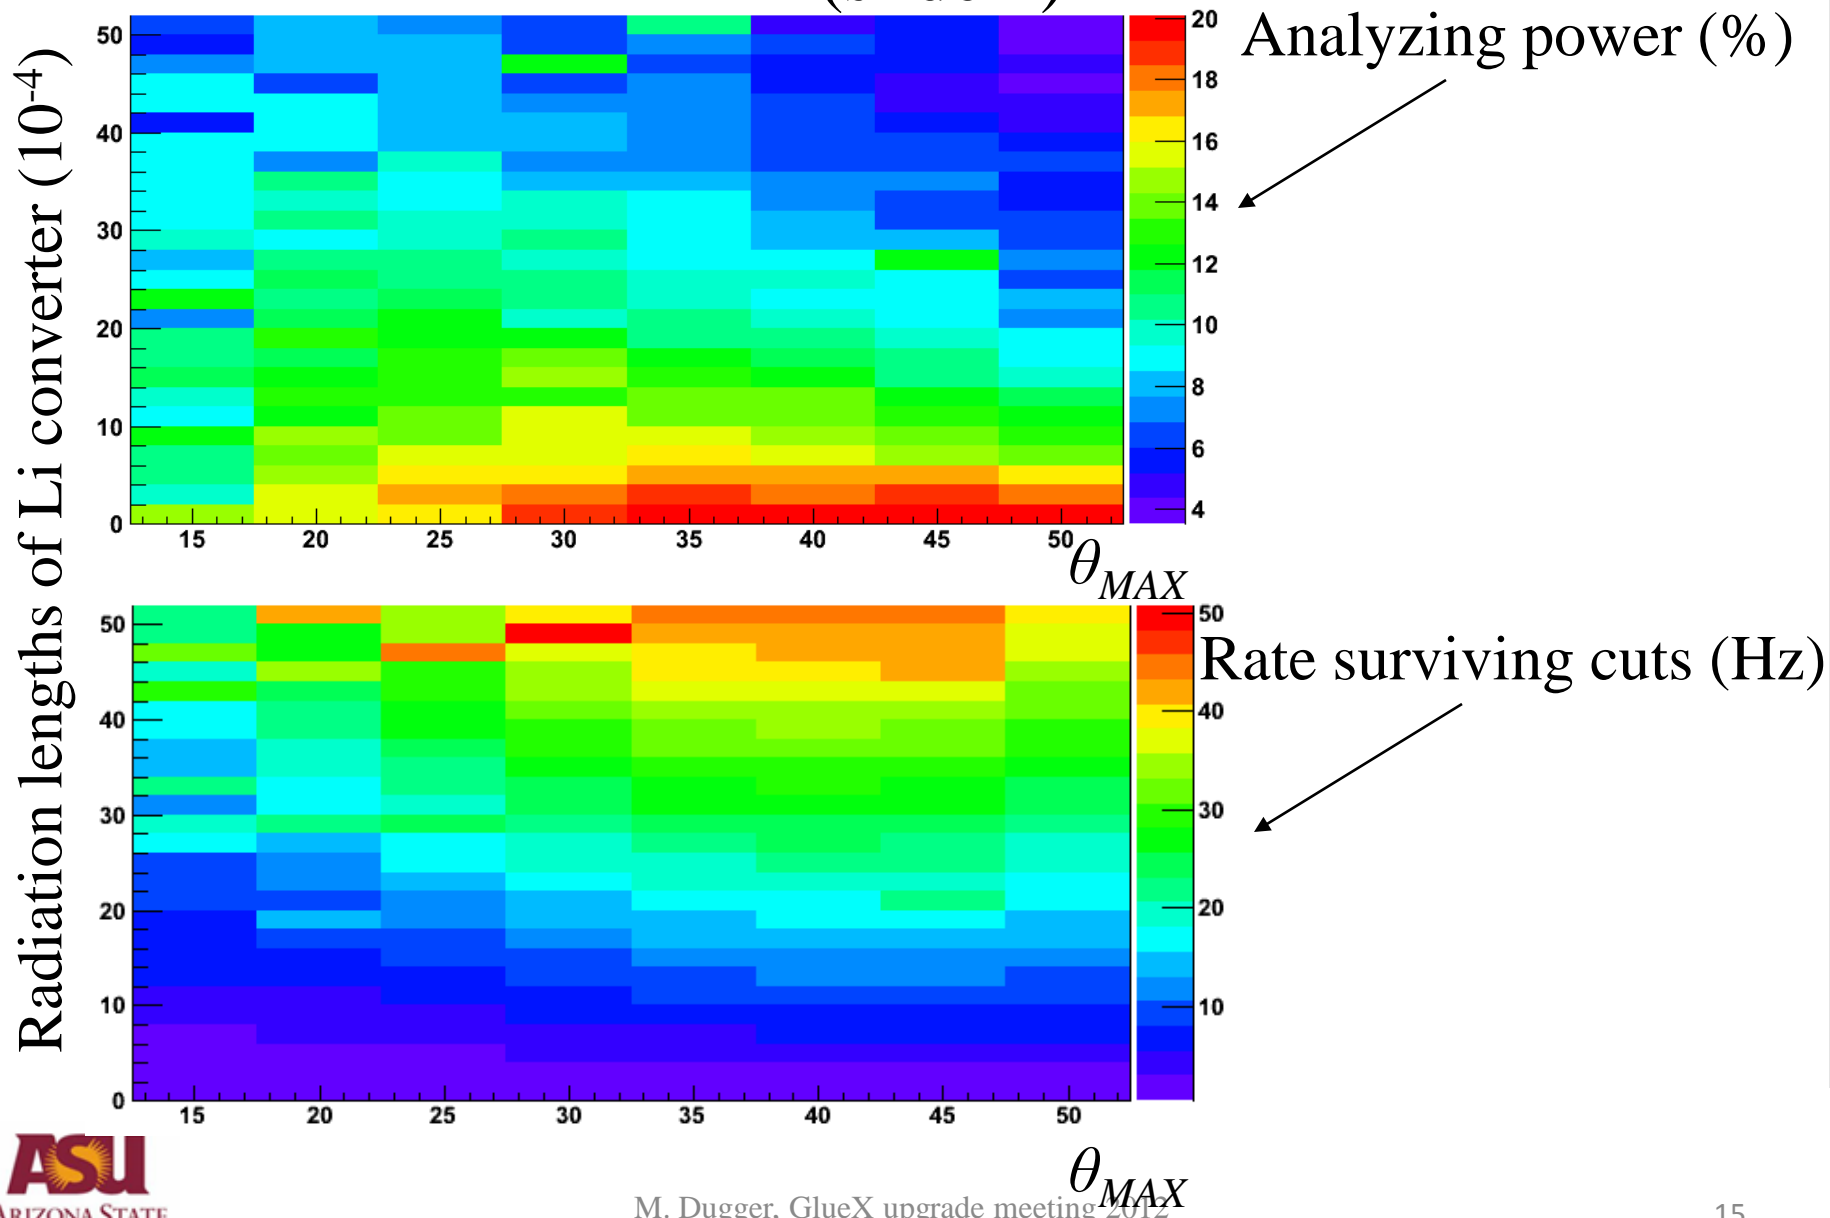 Analyzing power (%)
Radiation lengths of Li converter (10-4)
50
40
30
20
10
0
15 20 25 30 35 40 45 50
20
18
16
14
12
10
8
6
4
θMAX
Rate surviving cuts (Hz)
50
40
30
20
10
0
15 20 25 30 35 40 45 50
50
40
30
20
10
θMAX
ASU
ARIZONA STATE
M. Dugger, GlueX upgrade meeting 2012
15